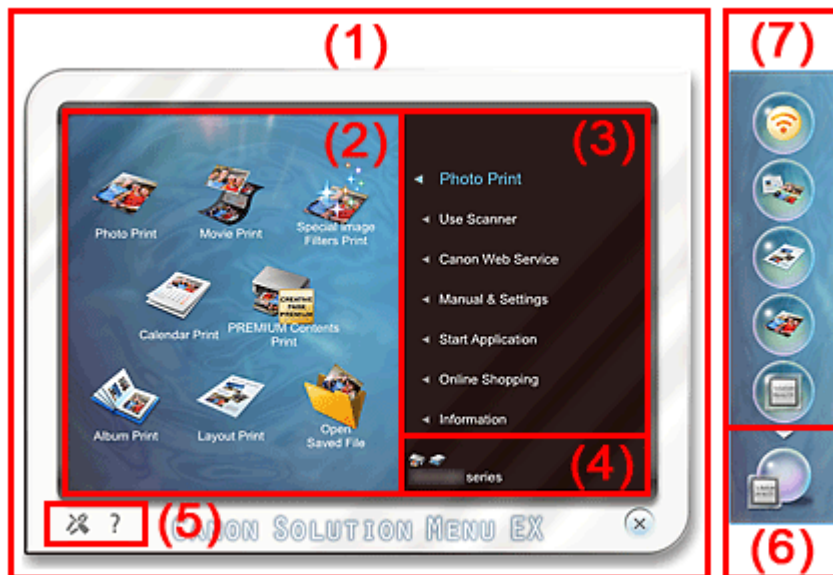 (1)
(7)
(2)
(3)
Photo Print
Movie Print
Special Image
Filters Print
Calendar Print
PREMIUM Contents
Print
Album Print
Layout Print
Open
Saved File
Photo Print
Use Scanner
Canon Web Service
Manual & Settings
Start Application
Online Shopping
Information
(4)
series
? (5)
CANON SOLUTION MENU EX
(6)